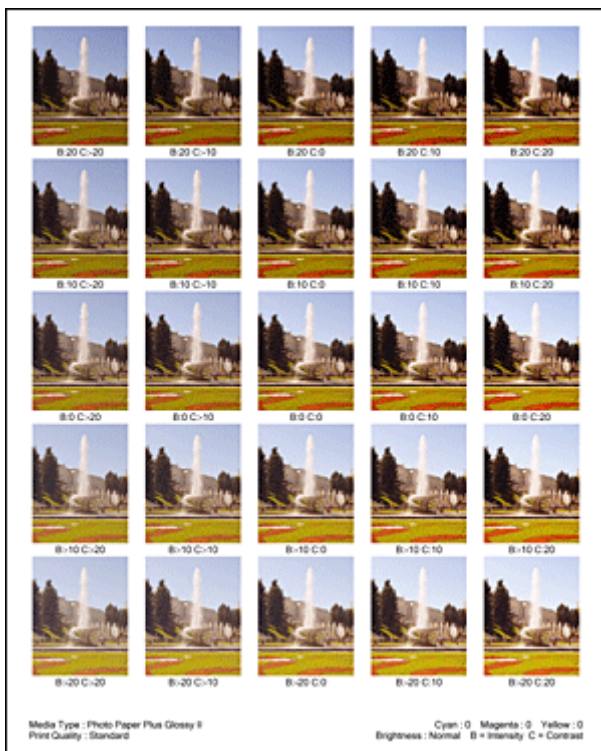 B:20 C:-20 B:20 C:-10 B:20 C:0 B:20 C:10 B:20 C:20
B:10 C:-20 B:10 C:-10 B:10 C:0 B:10 C:10 B:10 C:20
B:0 C:-20 B:0 C:-10 B:0 C:0 B:0 C:10 B:0 C:20
B:-10 C:-20 B:-10 C:-10 B:-10 C:0 B:-10 C:10 B:-10 C:20
B:-20 C:-20 B:-20 C:-10 B:-20 C:0 B:-20 C:10 B:-20 C:20
Media Type : Photo Paper Plus Glossy II Cyan : 0 Magenta : 0 Yellow : 0
Print Quality : Standard Brightness : Normal B = Intensity C = Contrast